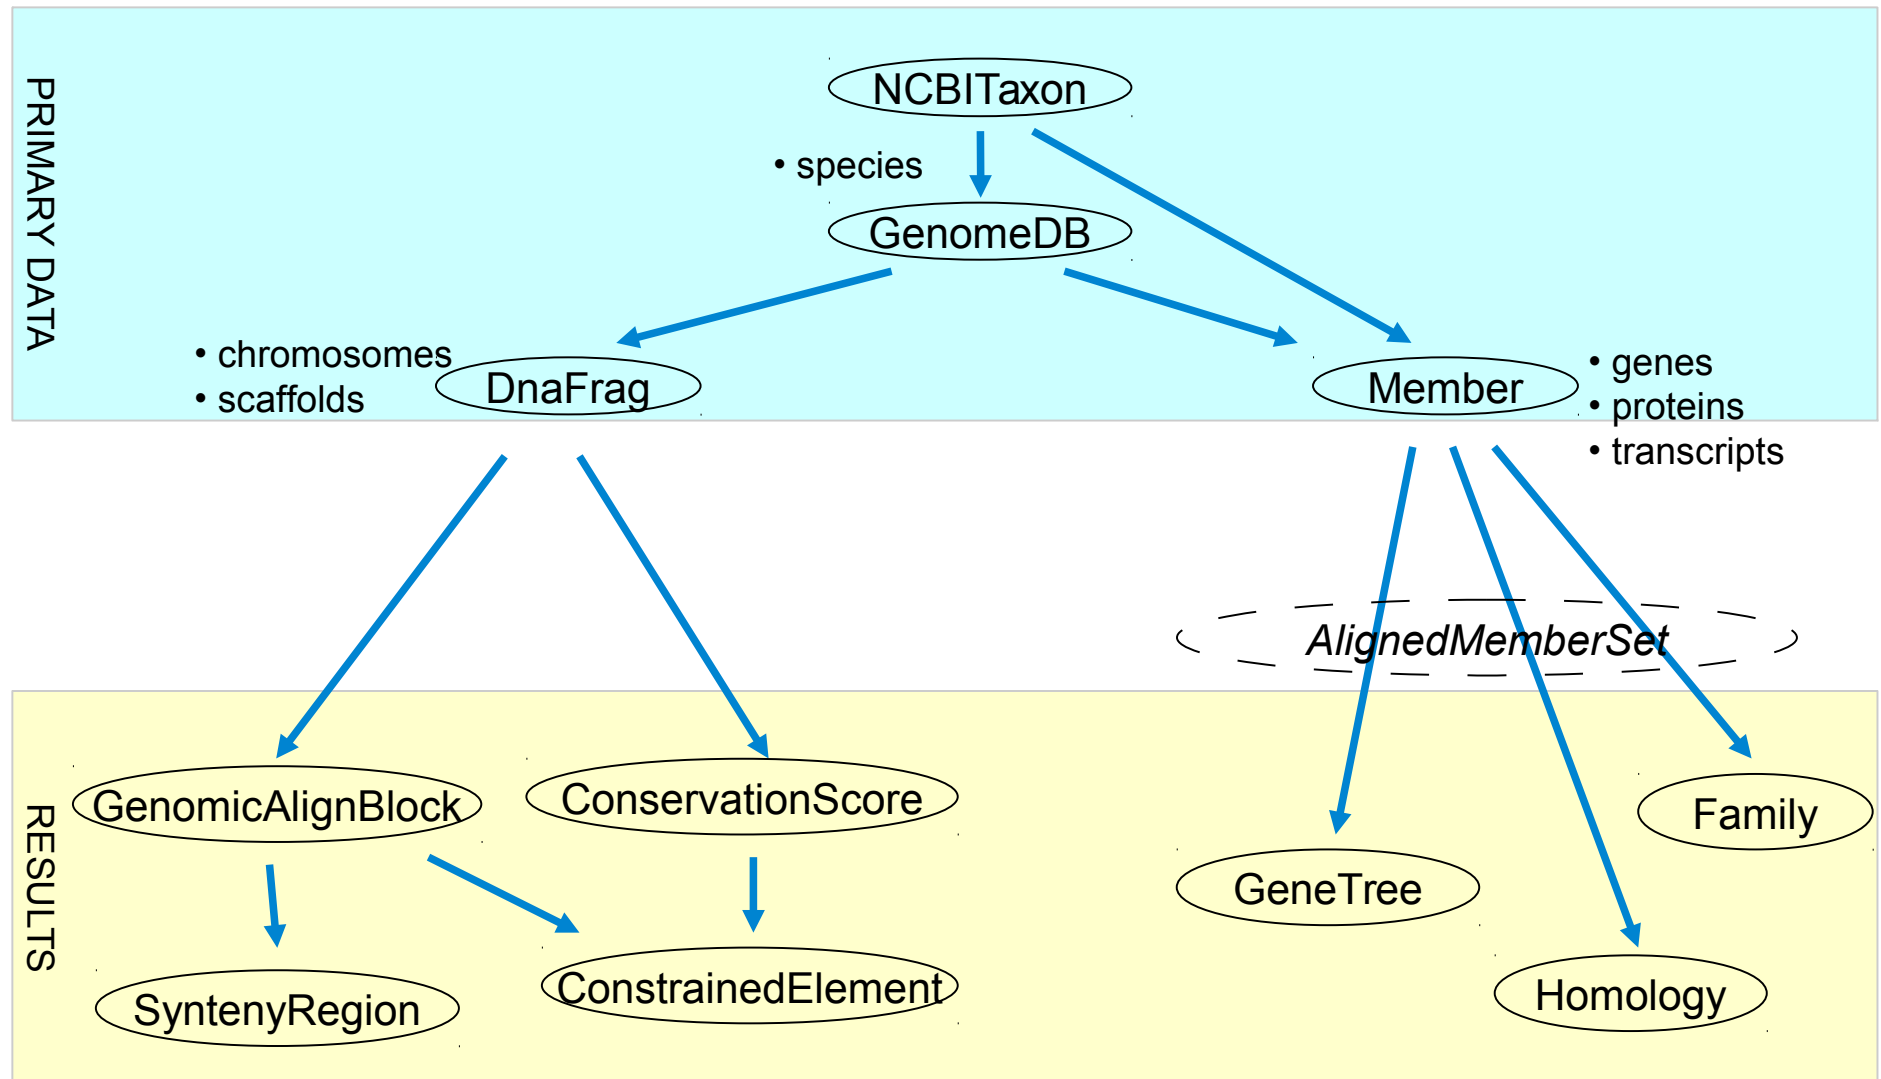 PRIMARY DATA
NCBITaxon
• species
GenomeDB
• chromosomes
• scaffolds
DnaFrag
Member
• genes
• proteins
• transcripts
AlignedMemberSet
RESULTS
GenomicAlignBlock
ConservationScore
Family
GeneTree
SyntenyRegion
ConstrainedElement
Homology